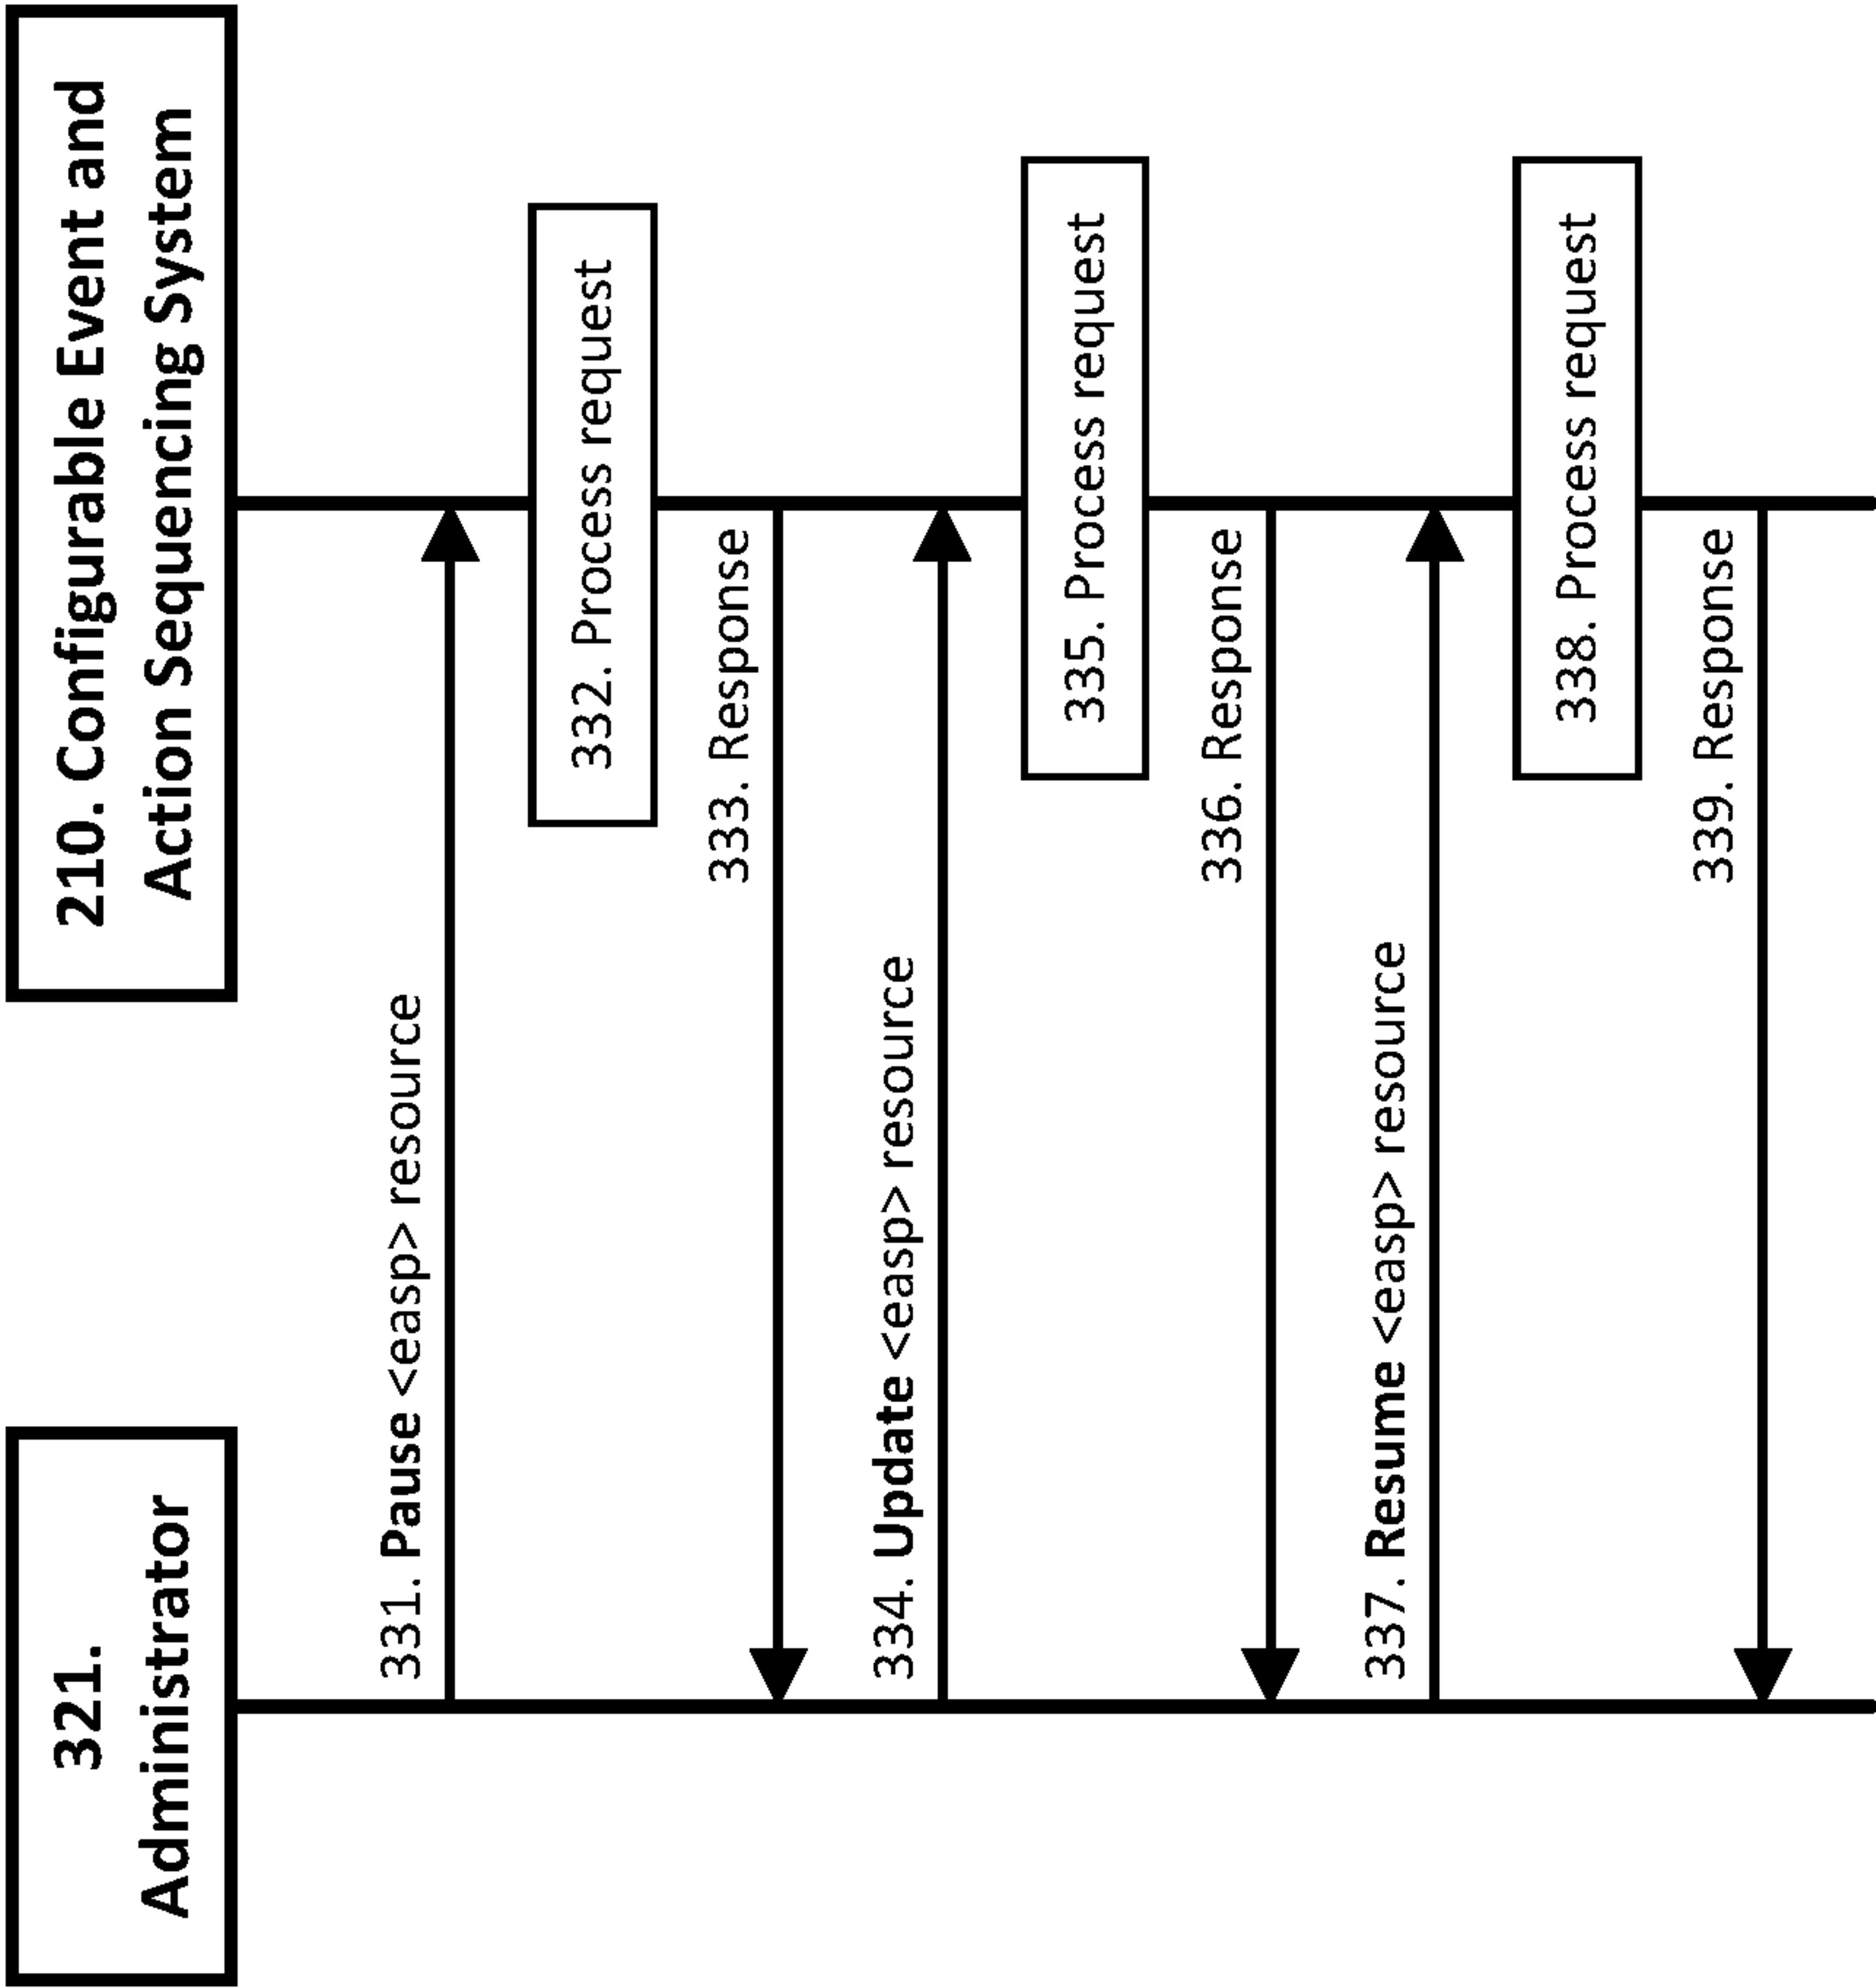 321.
Administrator
210. Configurable Event and
Action Sequencing System
331. Pause <easp> resource
332. Process request
333. Response
334. Update <easp> resource
335. Process request
336. Response
337. Resume <easp> resource
338. Process request
339. Response